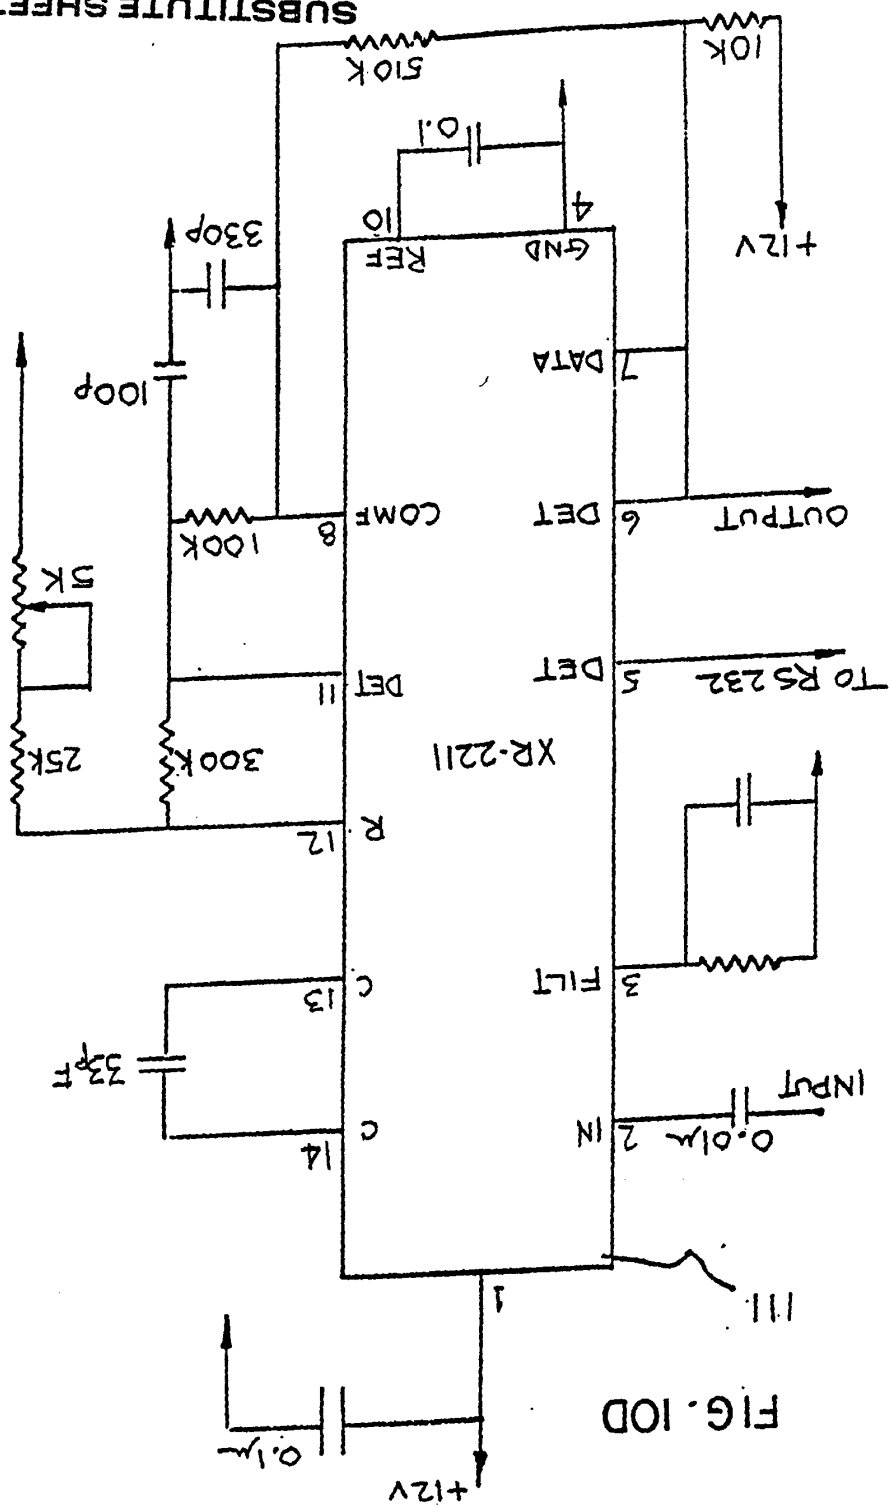 +12V
0.1μ
FIG. 10D
1
111
INPUT
0.01μ
2
IN
C
14
33pF
3
FILT
C
13
R
12
XR-2211
300K
25K
TO RS232
5
DET
DET
11
5K
OUTPUT
6
DET
COMF
8
100K
7
DATA
100p
+12V
GND
REF
330p
4
10
0.1
10K
510K
SUBSTITUTE SHEET